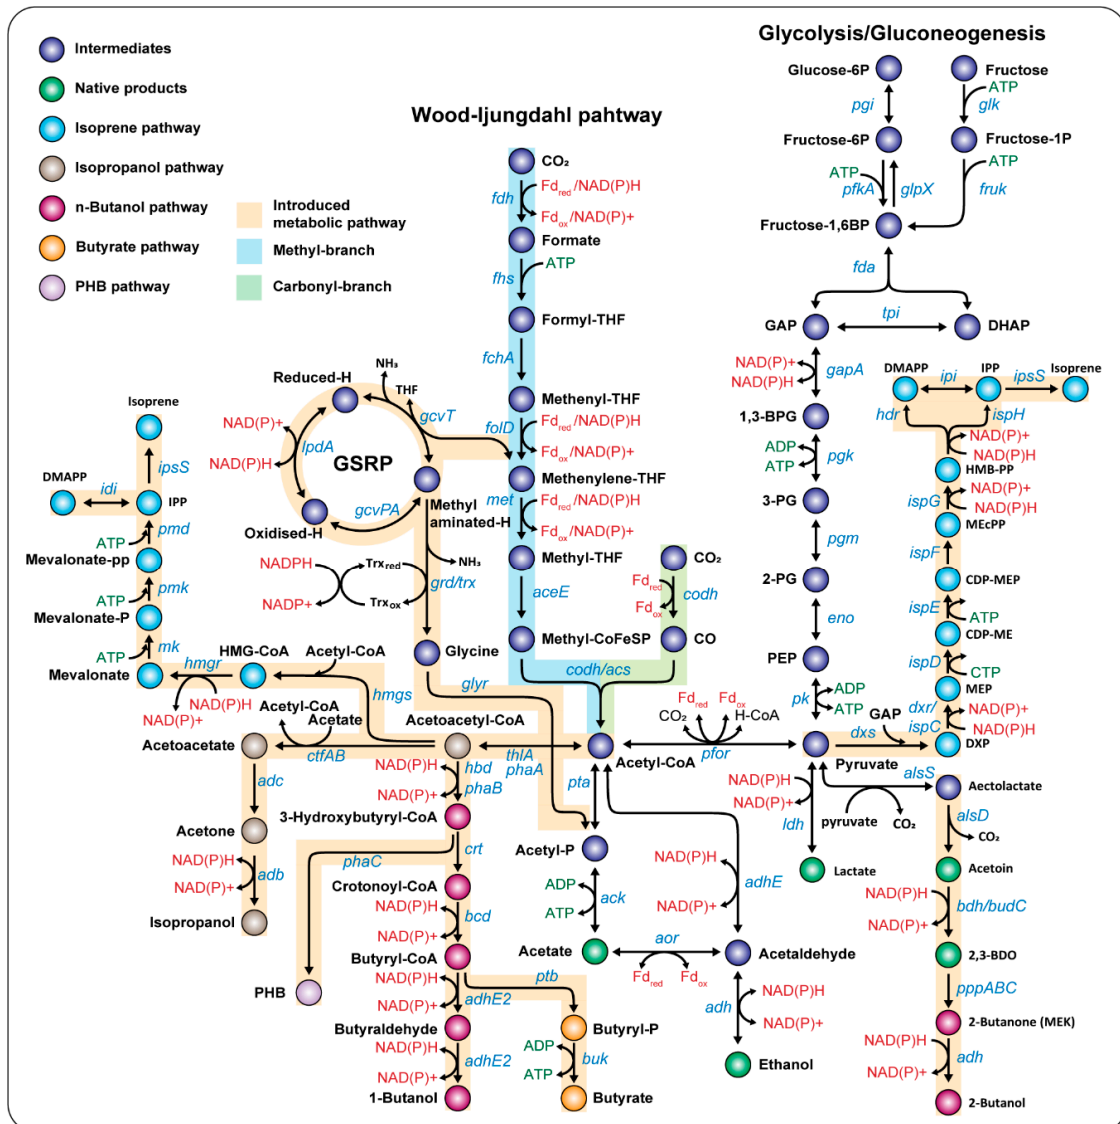 Intermediates
Native products
Isoprene pathway
Isopropanol pathway
n-Butanol pathway
Butyrate pathway
PHB pathway
Introduced
metabolic pathway
Methyl-branch
Carbonyl-branch
Wood-ljungdahl pahtway
CO₂
fdh
Fdred/NAD(P)H
Fdox/NAD(P)+
Formate
fhs
ATP
Formyl-THF
fchA
Methenyl-THF
folD
Fdred/NAD(P)H
Fdox/NAD(P)+
Methylene-THF
met
Fdred/NAD(P)H
Fdox/NAD(P)+
Methyl-THF
aceE
Methyl-CoFeSP
CO₂
Fdred
Fdox
codh
CO
codh/acs
Glycolysis/Gluconeogenesis
Glucose-6P
Fructose
pgi
ATP
glk
Fructose-6P
Fructose-1P
ATP
pfkA
glpX
ATP
fruk
Fructose-1,6BP
fda
GAP
tpi
DHAP
NAD(P)+
NAD(P)H
gapA
1,3-BPG
ADP
ATP
pgk
3-PG
pgm
2-PG
eno
PEP
pk
ADP
ATP
Pyruvate
DMAPP
ipi
IPP
ipsS
Isoprene
hdr
ispH
NAD(P)+
NAD(P)H
HMB-PP
ispG
NAD(P)+
NAD(P)H
MEcPP
ispF
CDP-MEP
ispE
ATP
CDP-ME
ispD
CTP
MEP
dxr/
ispC
NAD(P)+
NAD(P)H
GAP
dxs
DXP
Reduced-H
NH₃
THF
gcvT
NAD(P)+
NAD(P)H
lpdA
GSRP
Oxidised-H
gcvPA
Methyl
aminated-H
NADPH
NADP+
Trxred
Trxox
NH₃
grd/trx
Glycine
glyr
Isoprene
ipsS
DMAPP
idi
IPP
ATP
pmd
Mevalonate-pp
ATP
pmk
Mevalonate-P
ATP
mk
Mevalonate
hmgr
HMG-CoA
NAD(P)H
NAD(P)+
Acetyl-CoA
hmgs
Acetyl-CoA
Acetate
Acetoacetate
ctfAB
Acetoacetyl-CoA
adc
Acetone
NAD(P)H
NAD(P)+
adb
Isopropanol
thlA
phaA
Acetyl-CoA
NAD(P)H
NAD(P)+
hbd
phaB
3-Hydroxybutyryl-CoA
phaC
crt
PHB
Crotonoyl-CoA
NAD(P)H
NAD(P)+
bcd
Butyryl-CoA
NAD(P)H
NAD(P)+
adhE2
ptb
Butyraldehyde
NAD(P)H
NAD(P)+
adhE2
1-Butanol
Butyryl-P
ADP
ATP
buk
Butyrate
CO₂
Fdred
Fdox
H-CoA
pfor
pta
Acetyl-P
ADP
ATP
ack
Acetate
aor
Fdred
Fdox
NAD(P)H
NAD(P)+
adhE
Acetaldehyde
adh
NAD(P)H
NAD(P)+
Ethanol
NAD(P)H
NAD(P)+
ldh
Lactate
pyruvate
CO₂
alsS
Aectolactate
alsD
CO₂
Acetoin
NAD(P)H
NAD(P)+
bdh/budC
2,3-BDO
pppABC
2-Butanone (MEK)
NAD(P)H
NAD(P)+
adh
2-Butanol